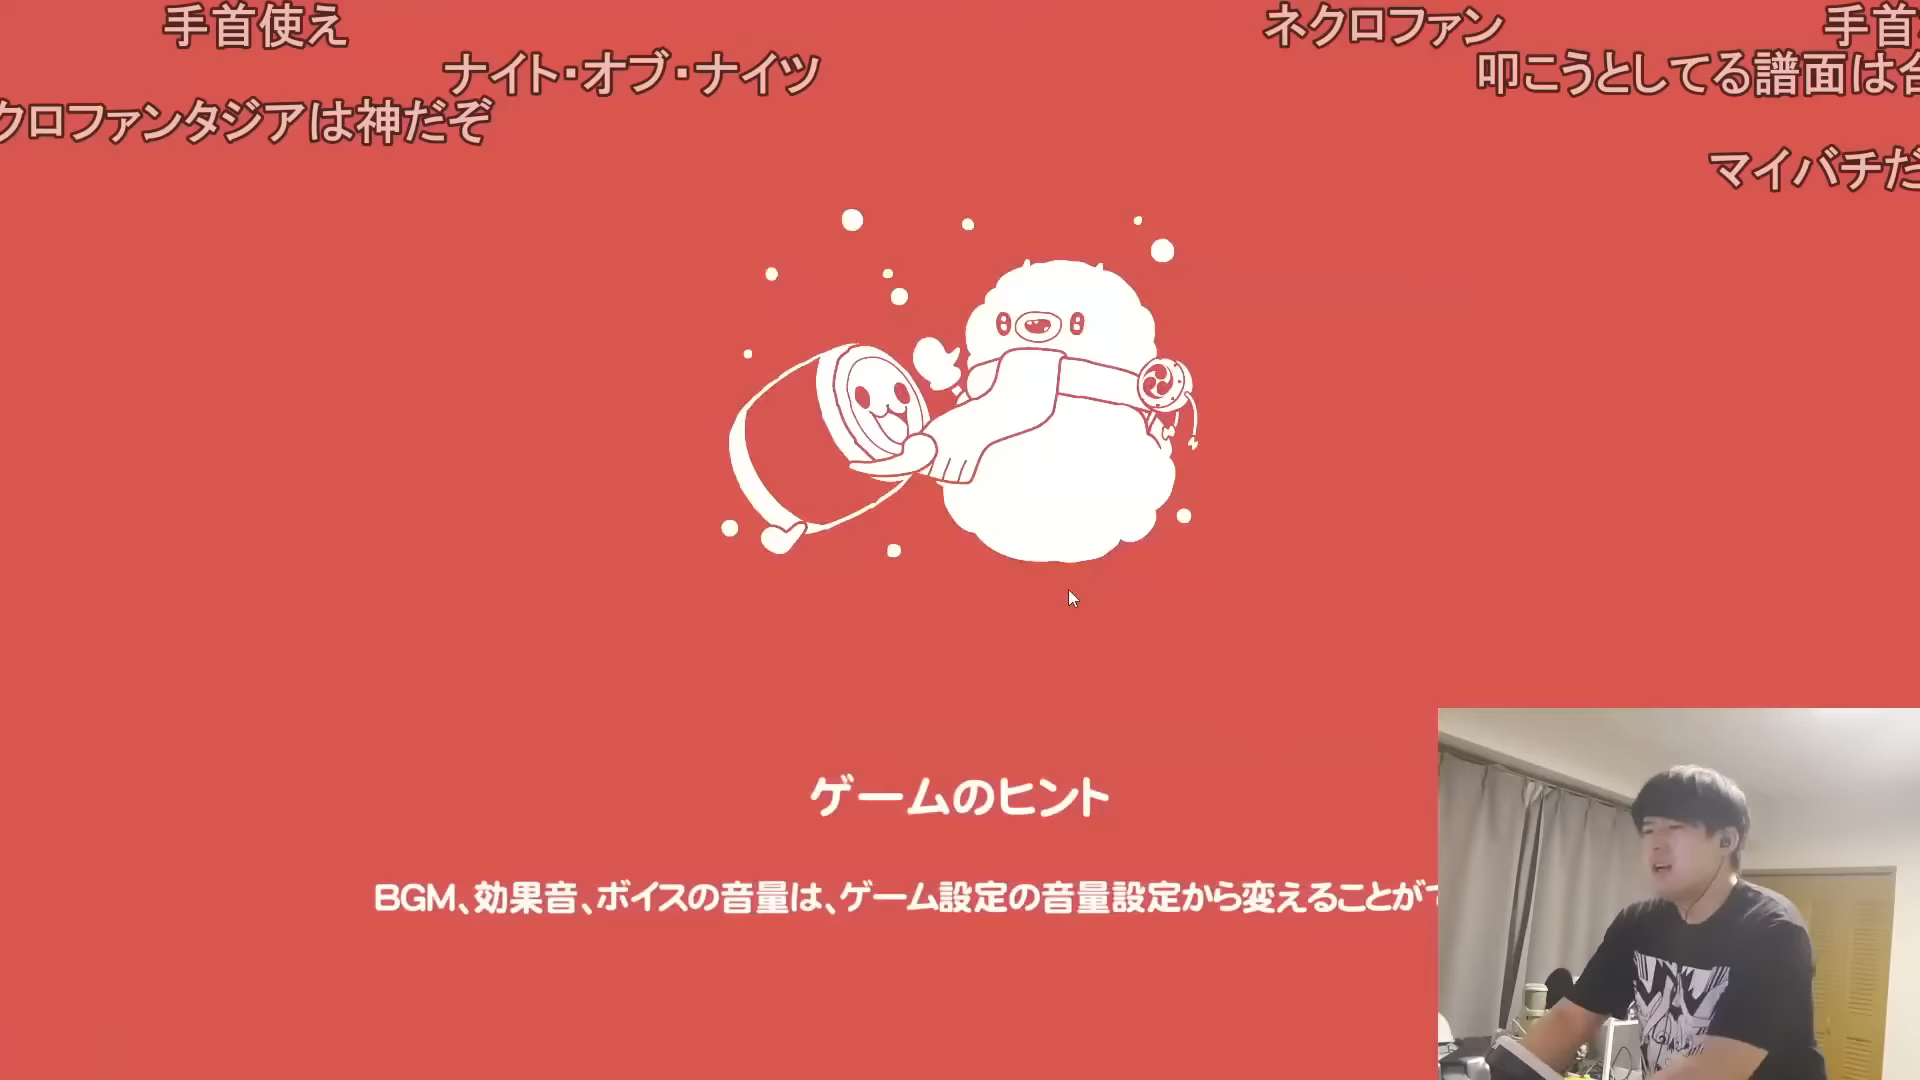 手首使え
ネクロファン
手首
ナイト・オブ・ナイツ
叩こうとしてる譜面は合
クロファンタジアは神だぞ
マイバチだ
ゲームのヒント
BGM、効果音、ボイスの音量は、ゲーム設定の音量設定から変えることがで